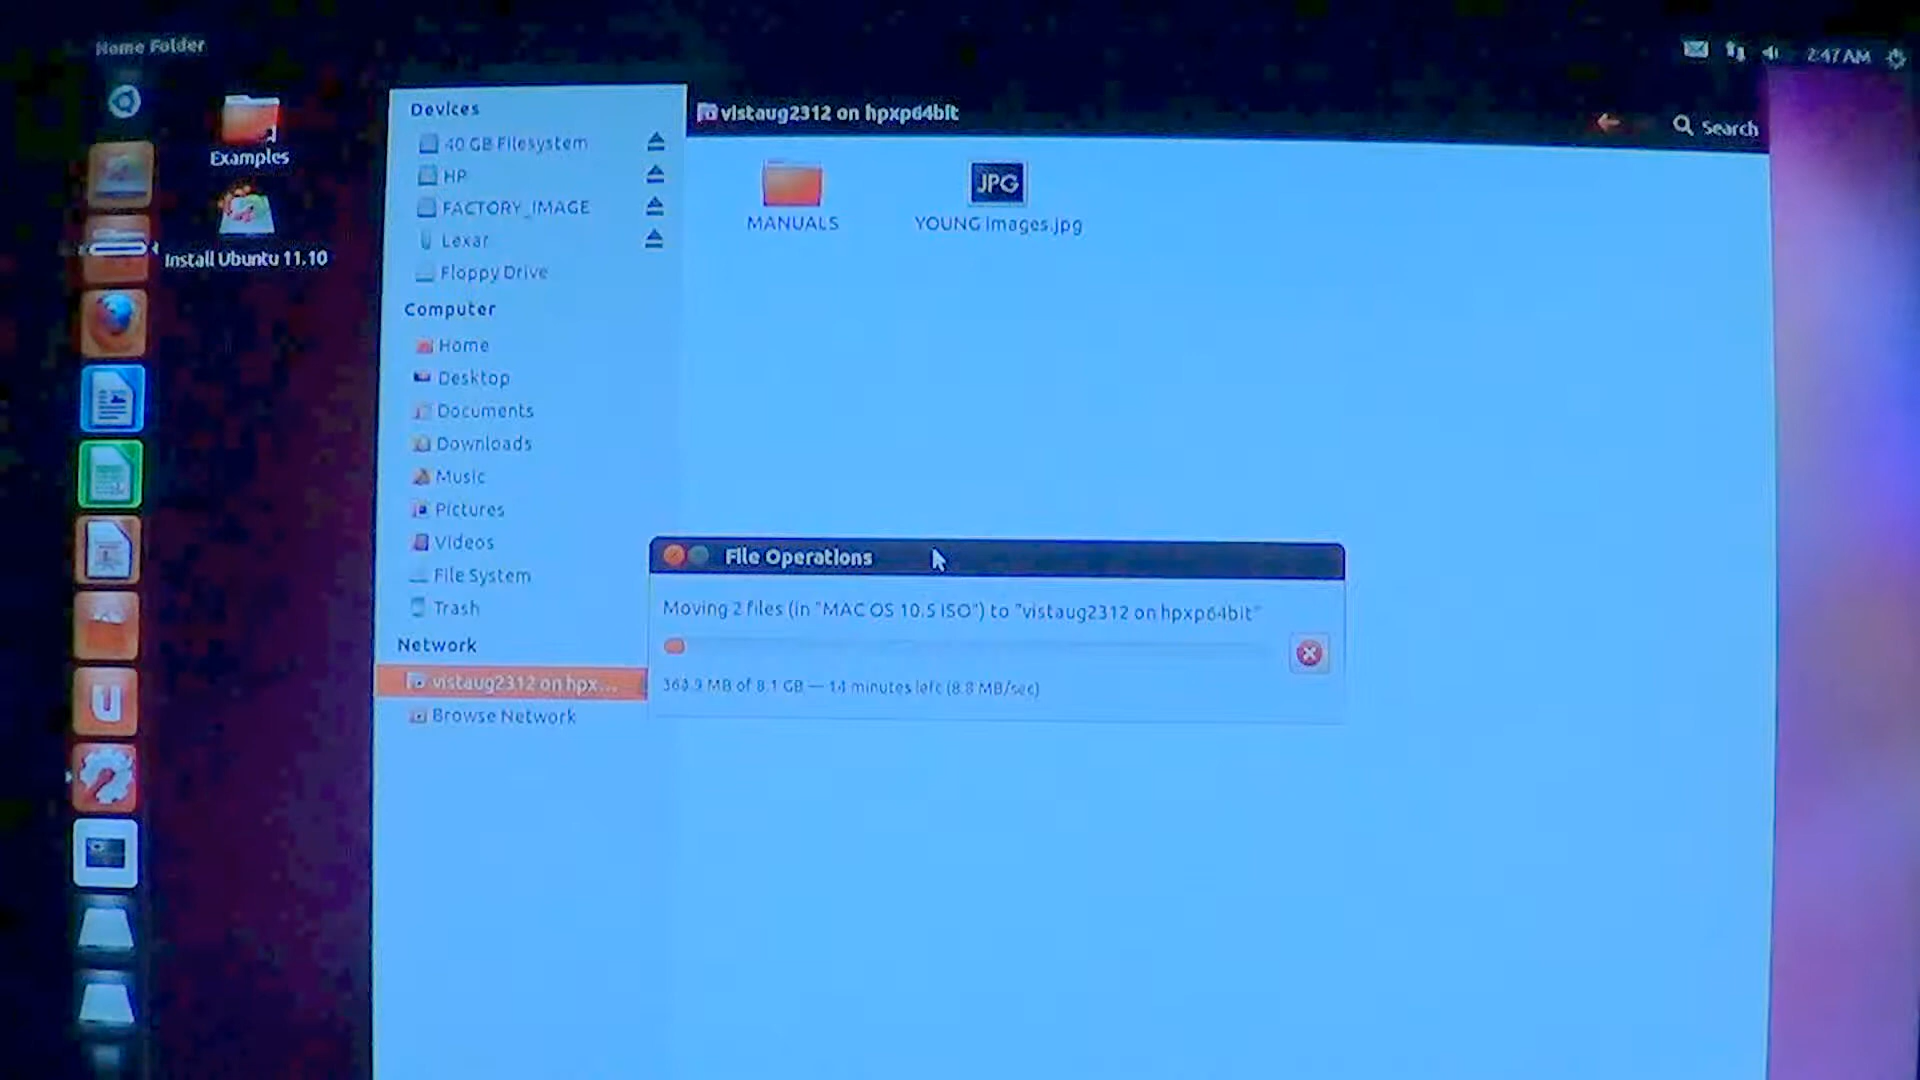 Home Folder
2:47 AM
Examples
Install Ubuntu 11.10
Devices
40 GB Filesystem
HP
FACTORY_IMAGE
Lexar
Floppy Drive
Computer
Home
Desktop
Documents
Downloads
Music
Pictures
Videos
File System
Trash
Network
vistaug2312 on hpx...
Browse Network
vistaug2312 on hpxp64bit
Search
MANUALS
JPG
YOUNG images.jpg
File Operations
Moving 2 files (in "MAC OS 10.5 ISO") to "vistaug2312 on hpxp64bit"
MB of 8.1 GB — 14 minutes left (8.8 MB/sec)